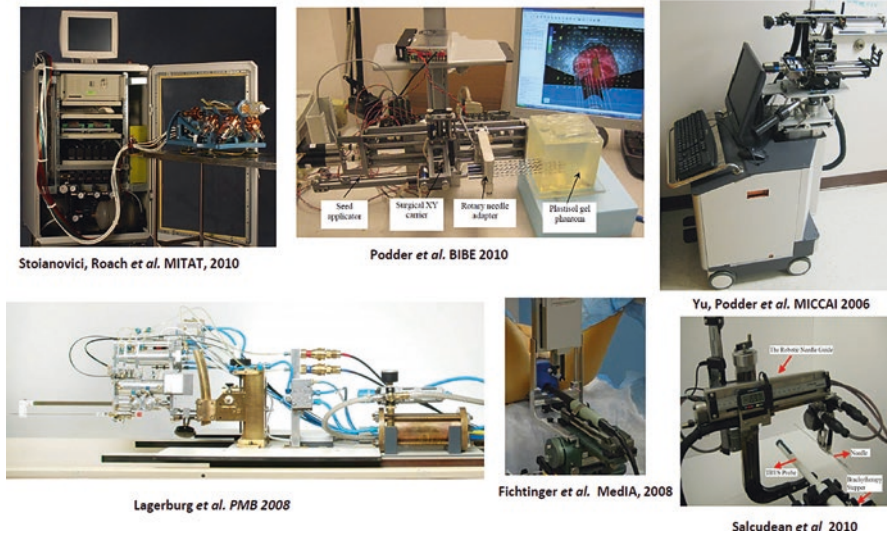 Stoianovici, Roach et al. MITAT, 2010
Seed
applicator
Surgical XY
carrier
Rotary needle
adapter
Plastisol gel
phantom
Podder et al. BIBE 2010
Yu, Podder et al. MICCAI 2006
Lagerburg et al. PMB 2008
Fichtinger et al. MedIA, 2008
The Robotic Needle Guide
Needle
TRUS Probe
Brachytherapy
Stepper
Salcudean et al 2010